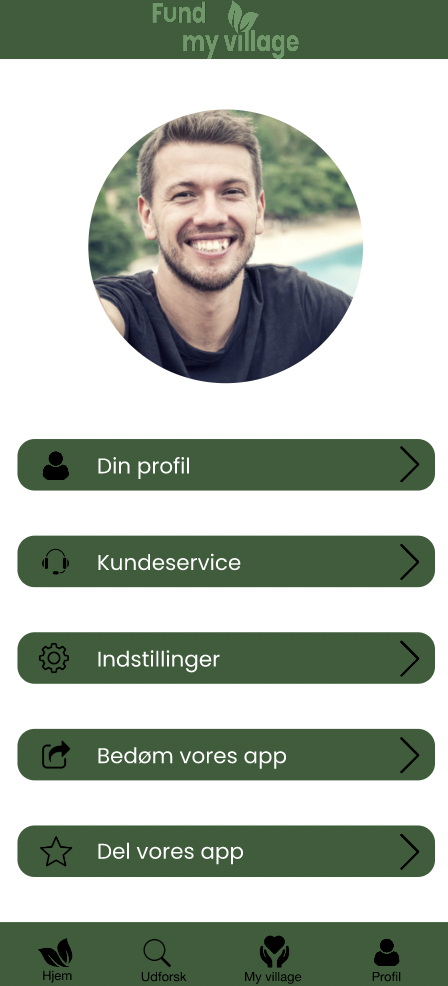 Fund
my village
Din profil
Kundeservice
Indstillinger
Bedøm vores app
Del vores app
Hjem
Udforsk
My village
Profil